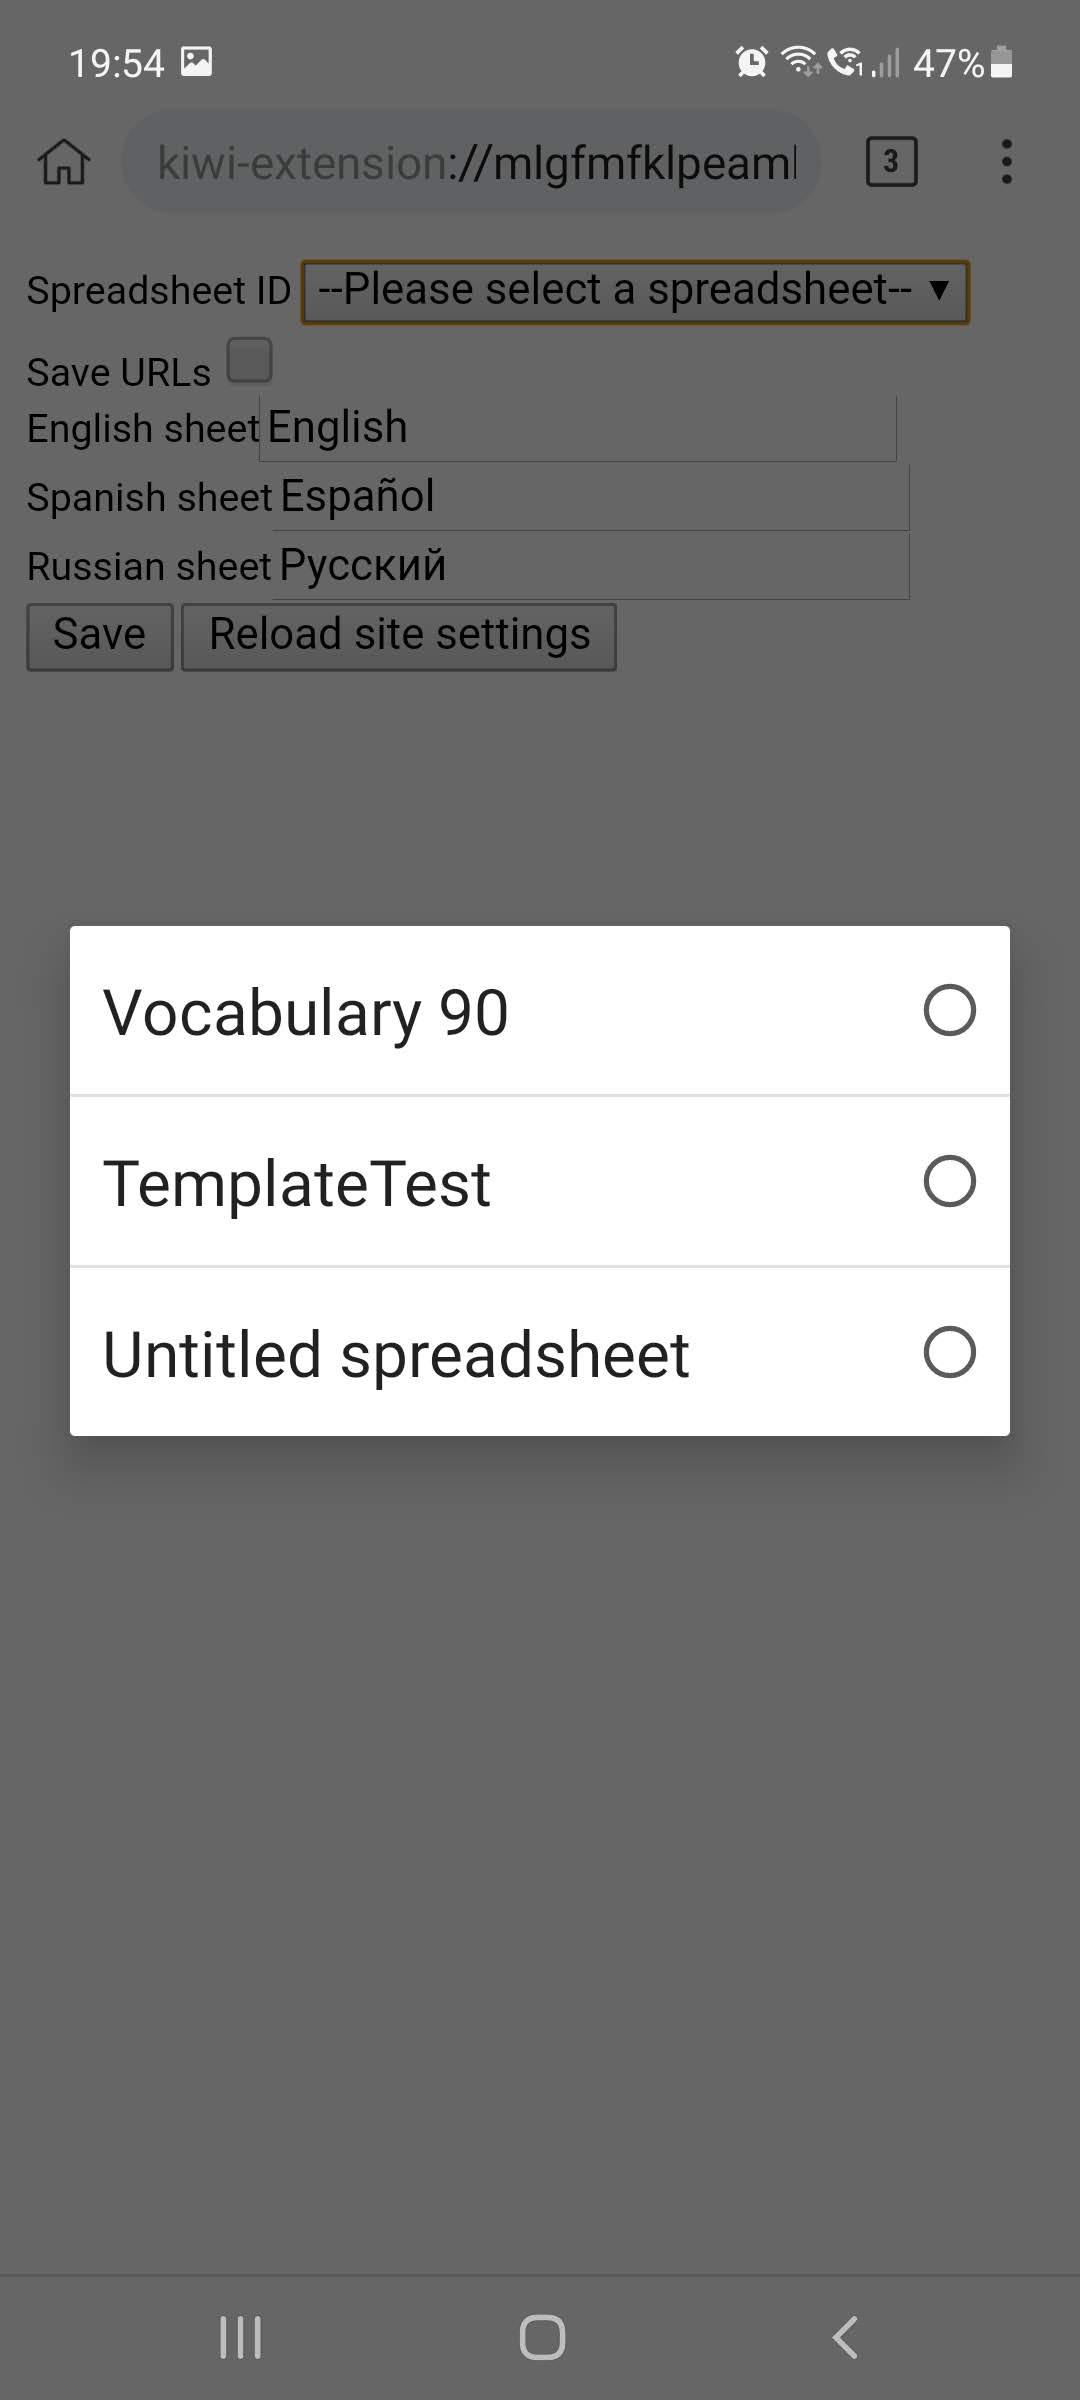 19:54 47%
kiwi-extension://mlgfmfklpeaml 3
Spreadsheet ID --Please select a spreadsheet-- ▼
Save URLs
English sheet English
Spanish sheet Español
Russian sheet Русский
Save Reload site settings
Vocabulary 90
TemplateTest
Untitled spreadsheet